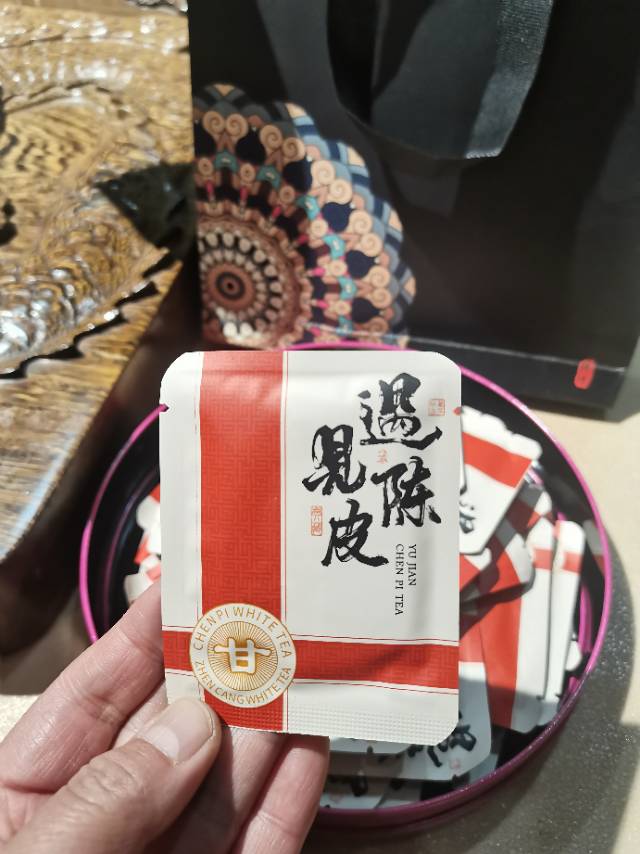 遇見
陈皮
YU JIAN
CHEN PI TEA
CHEN PI WHITE TEA
甘
ZHEN CANG WHITE TEA